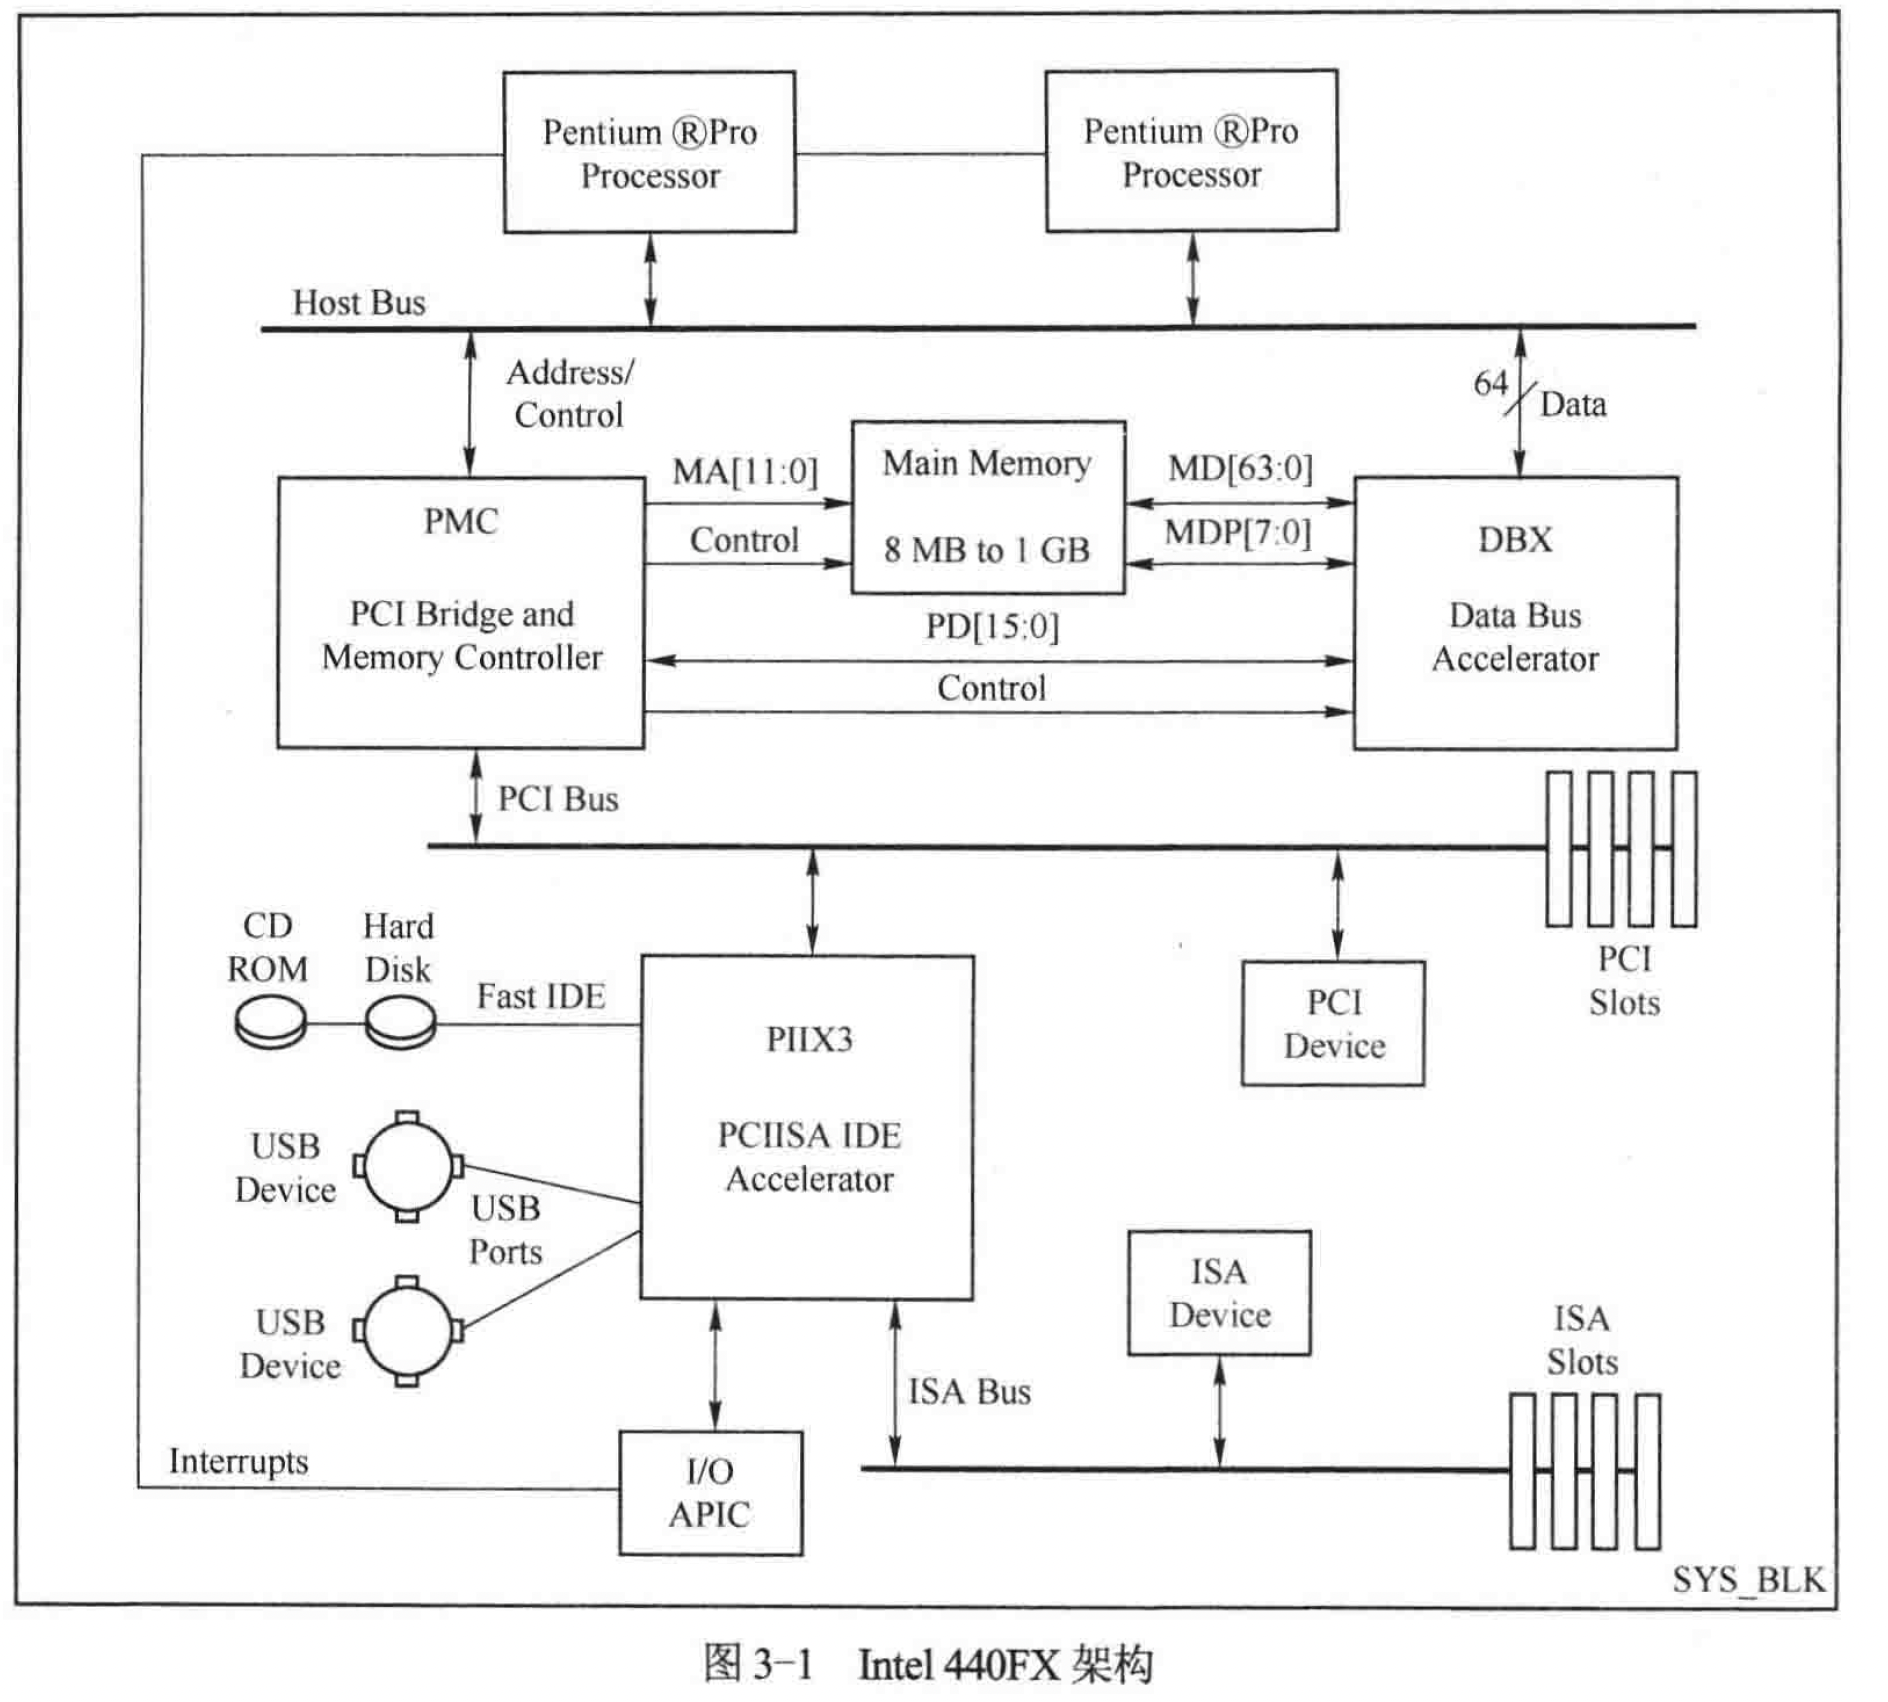 Pentium ®Pro
Processor
Pentium ®Pro
Processor
Host Bus
Address/
Control
64
Data
MA[11:0]
Control
Main Memory
8 MB to 1 GB
MD[63:0]
MDP[7:0]
PMC
PCI Bridge and
Memory Controller
DBX
Data Bus
Accelerator
PD[15:0]
Control
PCI Bus
PCI
Slots
CD
ROM
Hard
Disk
Fast IDE
PIIX3
PCIISA IDE
Accelerator
PCI
Device
USB
Device
USB
Ports
USB
Device
ISA
Device
ISA
Slots
ISA Bus
Interrupts
I/O
APIC
SYS_BLK
图 3-1 Intel 440FX 架构